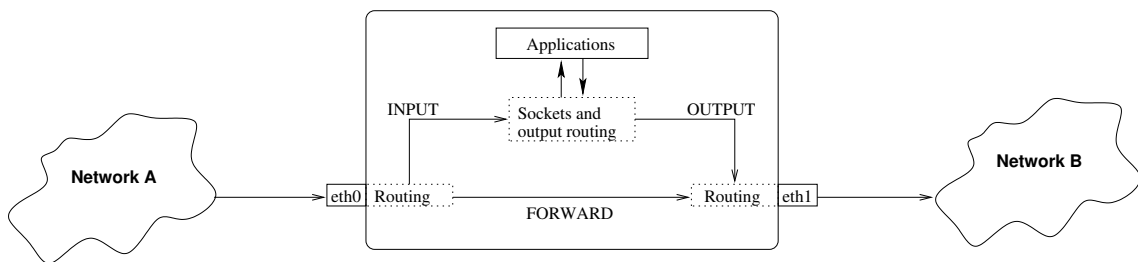 Applications
INPUT
Sockets and
output routing
OUTPUT
Network A
Network B
eth0
Routing
FORWARD
Routing
eth1